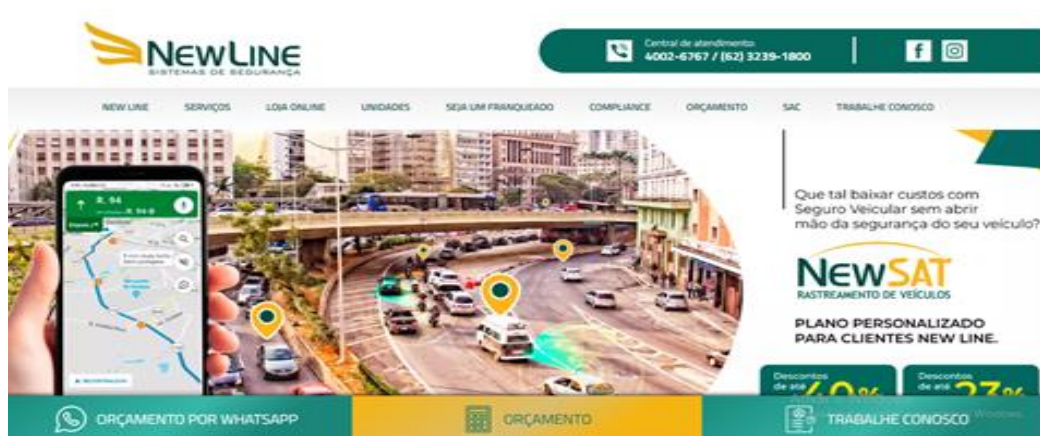 NEWLINE
SISTEMAS DE SEGURANÇA
Central de atendimento:
4002-6767 / (62) 3239-1800
NEW LINE SERVIÇOS LOJA ONLINE UNIDADES SEJA UM FRANQUEADO COMPLIANCE ORÇAMENTO SAC TRABALHE CONOSCO
R. 94
Que tal baixar custos com
Seguro Veicular sem abrir
mão da segurança do seu veículo?
NEWSAT
RASTREAMENTO DE VEÍCULOS
PLANO PERSONALIZADO
PARA CLIENTES NEW LINE.
Descontos
de até 40%
Descontos
de até 23%
ORÇAMENTO POR WHATSAPP
ORÇAMENTO
TRABALHE CONOSCO